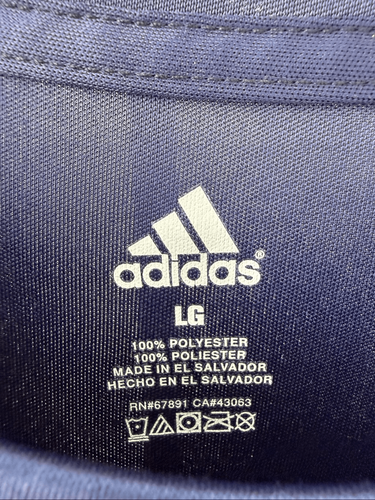 adidas®
LG
100% POLYESTER
100% POLIESTER
MADE IN EL SALVADOR
HECHO EN EL SALVADOR
RN#67891 CA#43063